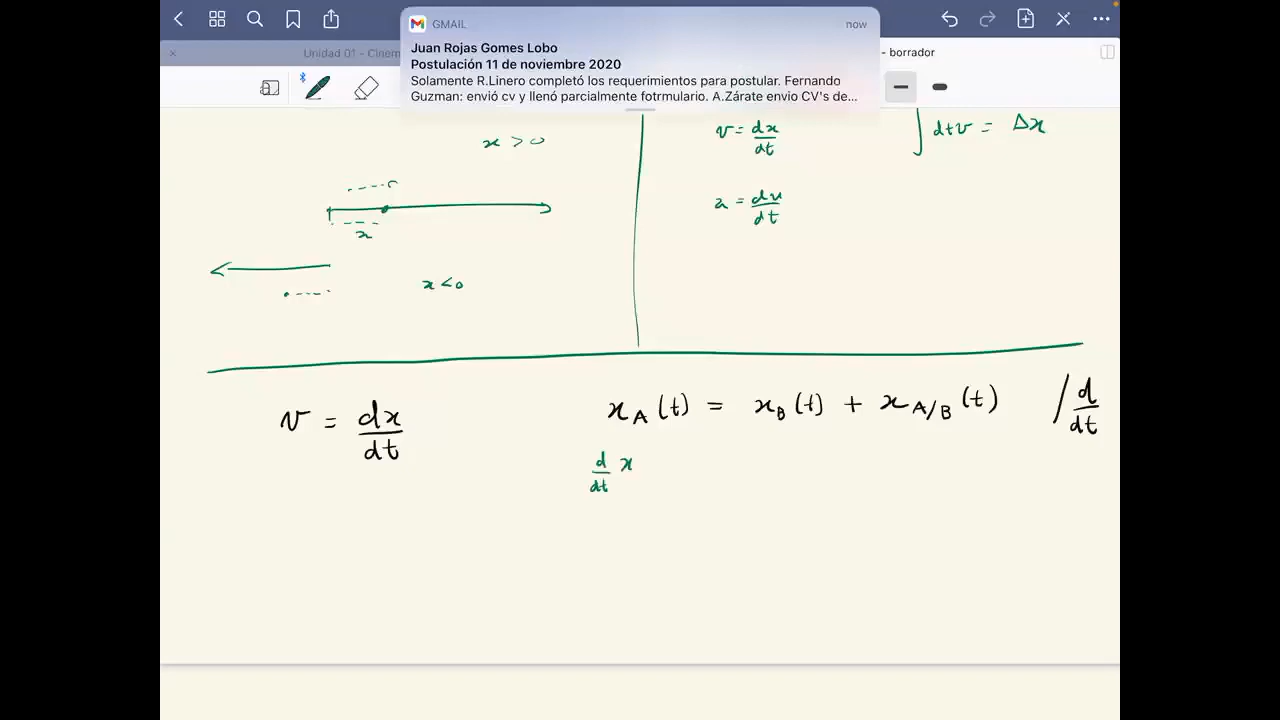 GMAIL
now
Juan Rojas Gomes Lobo
Postulación 11 de noviembre 2020
Solamente R.Linero completó los requerimientos para postular. Fernando
Guzman: envió cv y llenó parcialmente fotrmulario. A.Zárate envio CV's de...
Unidad 01 - Cinem
- borrador
x > 0
v = dx/dt
∫ dt v = Δx
a = dv/dt
x
x < 0
v = dx/dt
x_A (t) = x_B (t) + x_A/B (t) / d/dt
d/dt x